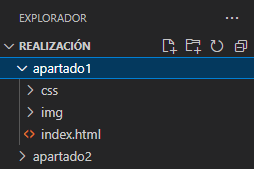 EXPLORADOR
REALIZACIÓN
apartado1
css
img
index.html
apartado2